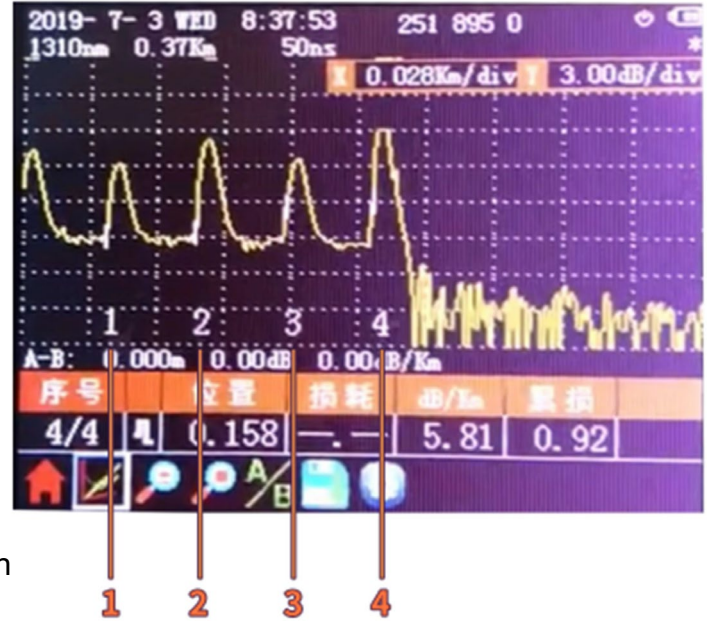 2019- 7- 3 WED 8:37:53 251 895 0
1310nm 0.37Km 50ns
X 0.028Km/div Y 3.00dB/div
1 2 3 4
A-B: 0.000m 0.00dB 0.00dB/Km
序号 位置 损耗 dB/Km 累损
4/4 0.158 —.— 5.81 0.92
A/B
n
1 2 3 4